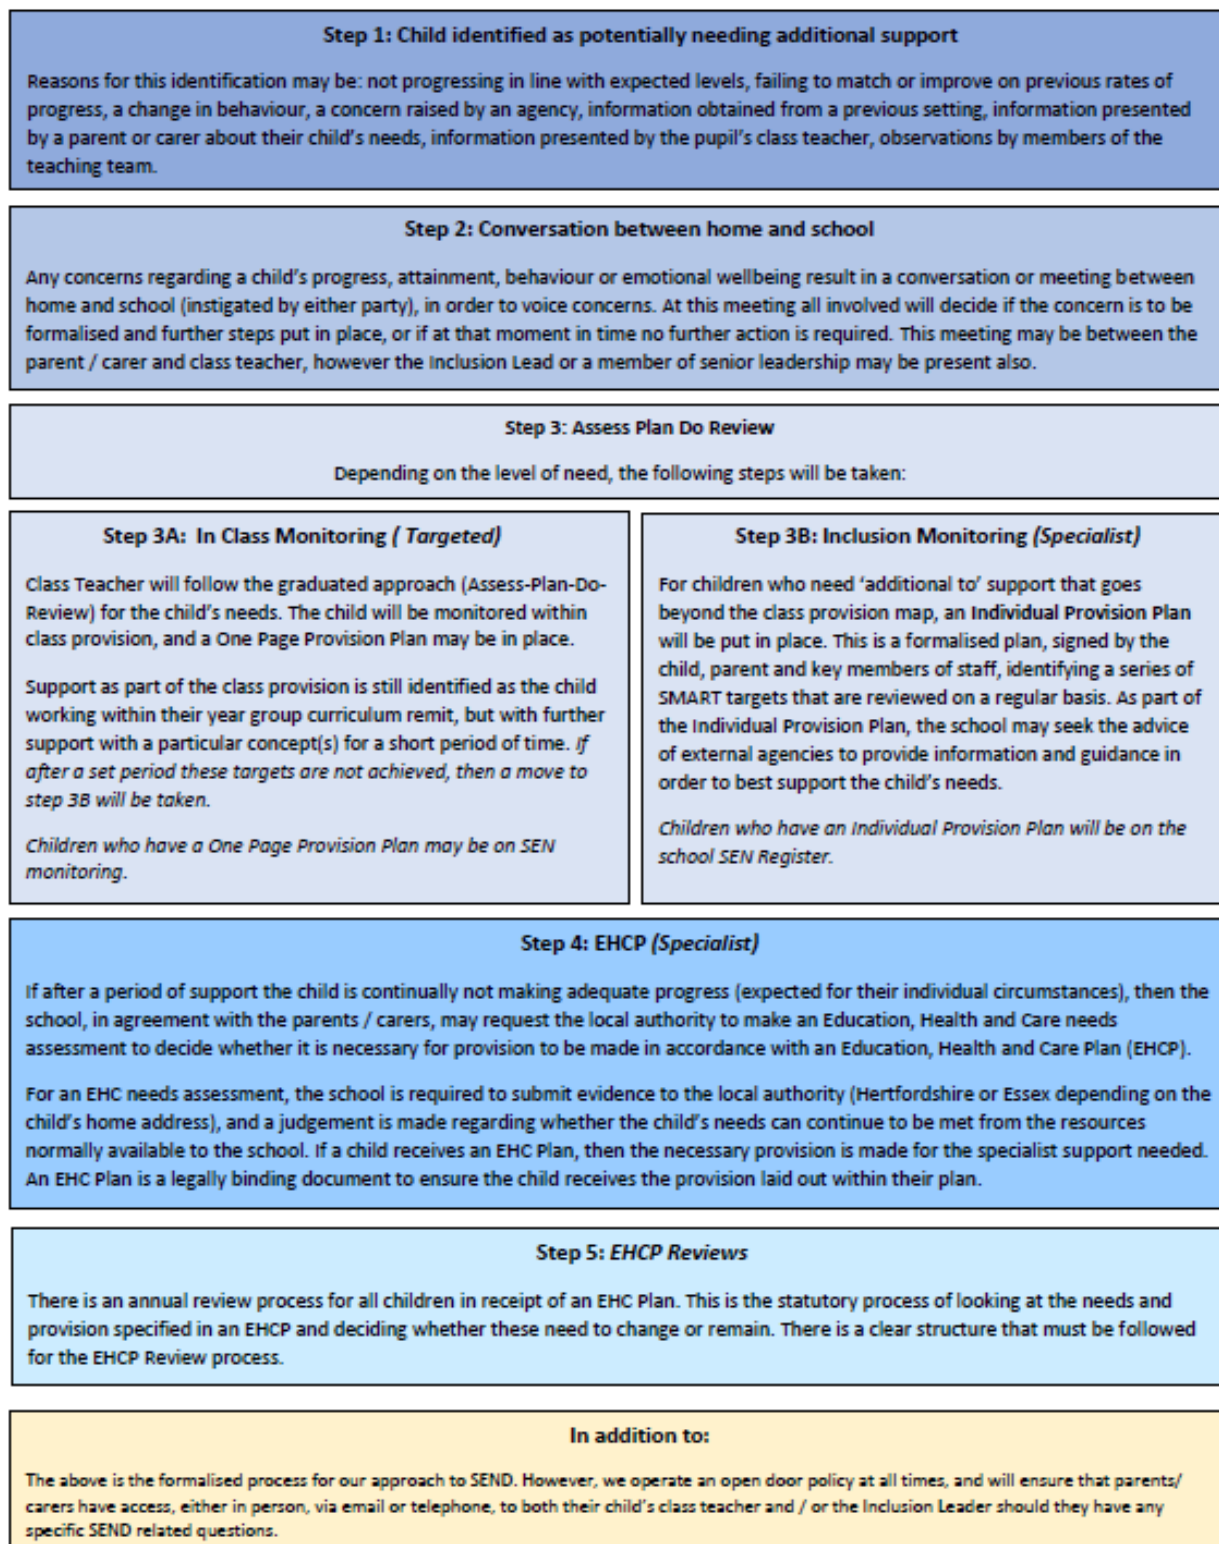 Step 1: Child identified as potentially needing additional support
Reasons for this identification may be: not progressing in line with expected levels, failing to match or improve on previous rates of
progress, a change in behaviour, a concern raised by an agency, information obtained from a previous setting, information presented
by a parent or carer about their child's needs, information presented by the pupil's class teacher, observations by members of the
teaching team.
Step 2: Conversation between home and school
Any concerns regarding a child's progress, attainment, behaviour or emotional wellbeing result in a conversation or meeting between
home and school (instigated by either party), in order to voice concerns. At this meeting all involved will decide if the concern is to be
formalised and further steps put in place, or if at that moment in time no further action is required. This meeting may be between the
parent / carer and class teacher, however the Inclusion Lead or a member of senior leadership may be present also.
Step 3: Assess Plan Do Review
Depending on the level of need, the following steps will be taken:
Step 3A: In Class Monitoring ( Targeted)
Class Teacher will follow the graduated approach (Assess-Plan-Do-
Review) for the child's needs. The child will be monitored within
class provision, and a One Page Provision Plan may be in place.
Support as part of the class provision is still identified as the child
working within their year group curriculum remit, but with further
support with a particular concept(s) for a short period of time. If
after a set period these targets are not achieved, then a move to
step 3B will be taken.
Children who have a One Page Provision Plan may be on SEN
monitoring.
Step 3B: Inclusion Monitoring (Specialist)
For children who need 'additional to' support that goes
beyond the class provision map, an Individual Provision Plan
will be put in place. This is a formalised plan, signed by the
child, parent and key members of staff, identifying a series of
SMART targets that are reviewed on a regular basis. As part of
the Individual Provision Plan, the school may seek the advice
of external agencies to provide information and guidance in
order to best support the child's needs.
Children who have an Individual Provision Plan will be on the
school SEN Register.
Step 4: EHCP (Specialist)
If after a period of support the child is continually not making adequate progress (expected for their individual circumstances), then the
school, in agreement with the parents / carers, may request the local authority to make an Education, Health and Care needs
assessment to decide whether it is necessary for provision to be made in accordance with an Education, Health and Care Plan (EHCP).
For an EHC needs assessment, the school is required to submit evidence to the local authority (Hertfordshire or Essex depending on the
child's home address), and a judgement is made regarding whether the child's needs can continue to be met from the resources
normally available to the school. If a child receives an EHC Plan, then the necessary provision is made for the specialist support needed.
An EHC Plan is a legally binding document to ensure the child receives the provision laid out within their plan.
Step 5: EHCP Reviews
There is an annual review process for all children in receipt of an EHC Plan. This is the statutory process of looking at the needs and
provision specified in an EHCP and deciding whether these need to change or remain. There is a clear structure that must be followed
for the EHCP Review process.
In addition to:
The above is the formalised process for our approach to SEND. However, we operate an open door policy at all times, and will ensure that parents/
carers have access, either in person, via email or telephone, to both their child's class teacher and / or the Inclusion Leader should they have any
specific SEND related questions.